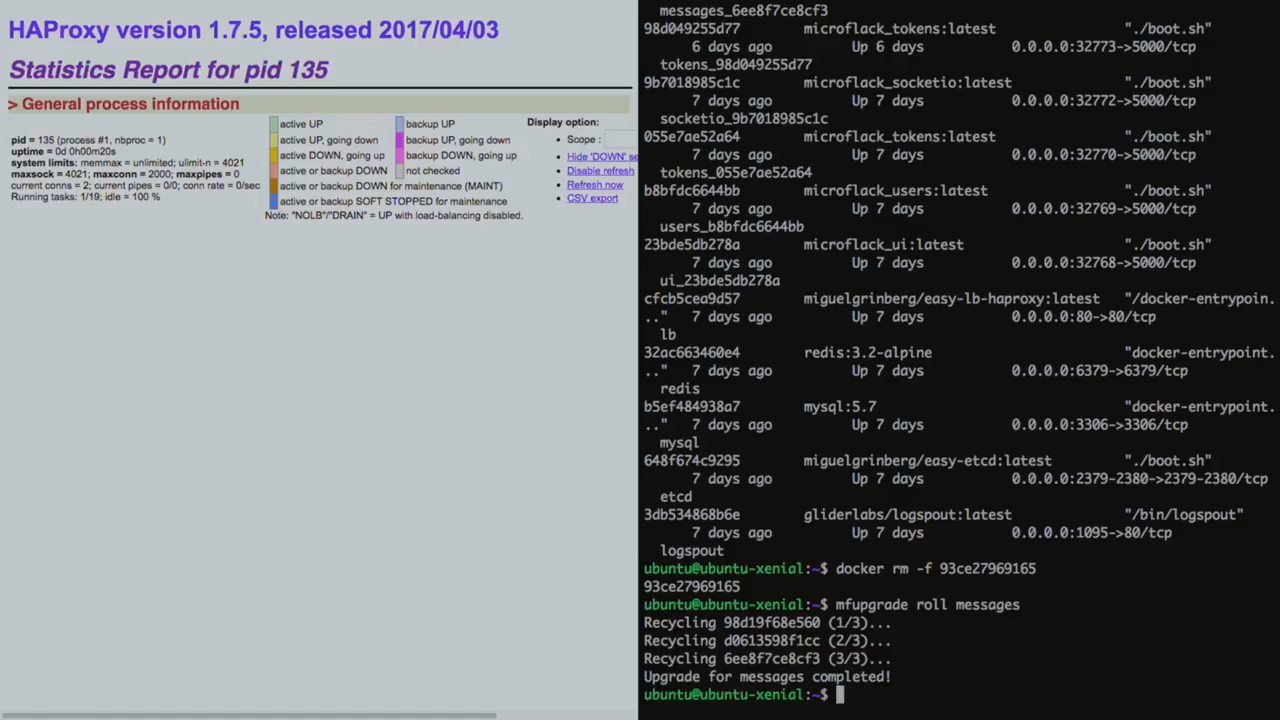 HAProxy version 1.7.5, released 2017/04/03
Statistics Report for pid 135
> General process information
pid = 135 (process #1, nbproc = 1)
uptime = 0d 0h00m20s
system limits: memmax = unlimited; ulimit-n = 4021
maxsock = 4021; maxconn = 2000; maxpipes = 0
current conns = 2; current pipes = 0/0; conn rate = 0/sec
Running tasks: 1/19; idle = 100 %
active UP
backup UP
active UP, going down
backup UP, going down
active DOWN, going up
backup DOWN, going up
active or backup DOWN
not checked
active or backup DOWN for maintenance (MAINT)
active or backup SOFT STOPPED for maintenance
Note: "NOLB"/"DRAIN" = UP with load-balancing disabled.
Display option:
• Scope :
• Hide 'DOWN' se
• Disable refresh
• Refresh now
• CSV export
messages_6ee8f7ce8cf3
98d049255d77 microflack_tokens:latest "./boot.sh"
6 days ago Up 6 days 0.0.0.0:32773->5000/tcp
tokens_98d049255d77
9b7018985c1c microflack_socketio:latest "./boot.sh"
7 days ago Up 7 days 0.0.0.0:32772->5000/tcp
socketio_9b7018985c1c
055e7ae52a64 microflack_tokens:latest "./boot.sh"
7 days ago Up 7 days 0.0.0.0:32770->5000/tcp
tokens_055e7ae52a64
b8bfdc6644bb microflack_users:latest "./boot.sh"
7 days ago Up 7 days 0.0.0.0:32769->5000/tcp
users_b8bfdc6644bb
23bde5db278a microflack_ui:latest "./boot.sh"
7 days ago Up 7 days 0.0.0.0:32768->5000/tcp
ui_23bde5db278a
cfcb5cea9d57 miguelgrinberg/easy-lb-haproxy:latest "/docker-entrypoin.
.." 7 days ago Up 7 days 0.0.0.0:80->80/tcp
lb
32ac663460e4 redis:3.2-alpine "docker-entrypoint.
.." 7 days ago Up 7 days 0.0.0.0:6379->6379/tcp
redis
b5ef484938a7 mysql:5.7 "docker-entrypoint.
.." 7 days ago Up 7 days 0.0.0.0:3306->3306/tcp
mysql
648f674c9295 miguelgrinberg/easy-etcd:latest "./boot.sh"
7 days ago Up 7 days 0.0.0.0:2379-2380->2379-2380/tcp
etcd
3db534868b6e gliderlabs/logspout:latest "/bin/logspout"
7 days ago Up 7 days 0.0.0.0:1095->80/tcp
logspout
ubuntu@ubuntu-xenial:~$ docker rm -f 93ce27969165
93ce27969165
ubuntu@ubuntu-xenial:~$ mfupgrade roll messages
Recycling 98d19f68e560 (1/3)...
Recycling d0613598f1cc (2/3)...
Recycling 6ee8f7ce8cf3 (3/3)...
Upgrade for messages completed!
ubuntu@ubuntu-xenial:~$